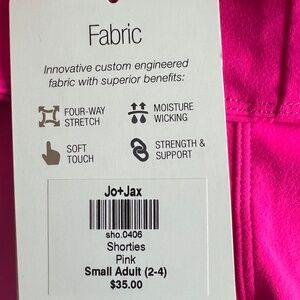 Fabric
Innovative custom engineered
fabric with superior benefits:
FOUR-WAY
STRETCH
MOISTURE
WICKING
SOFT
TOUCH
STRENGTH &
SUPPORT
Jo+Jax
sho.0406
Shorties
Pink
Small Adult (2-4)
$35.00